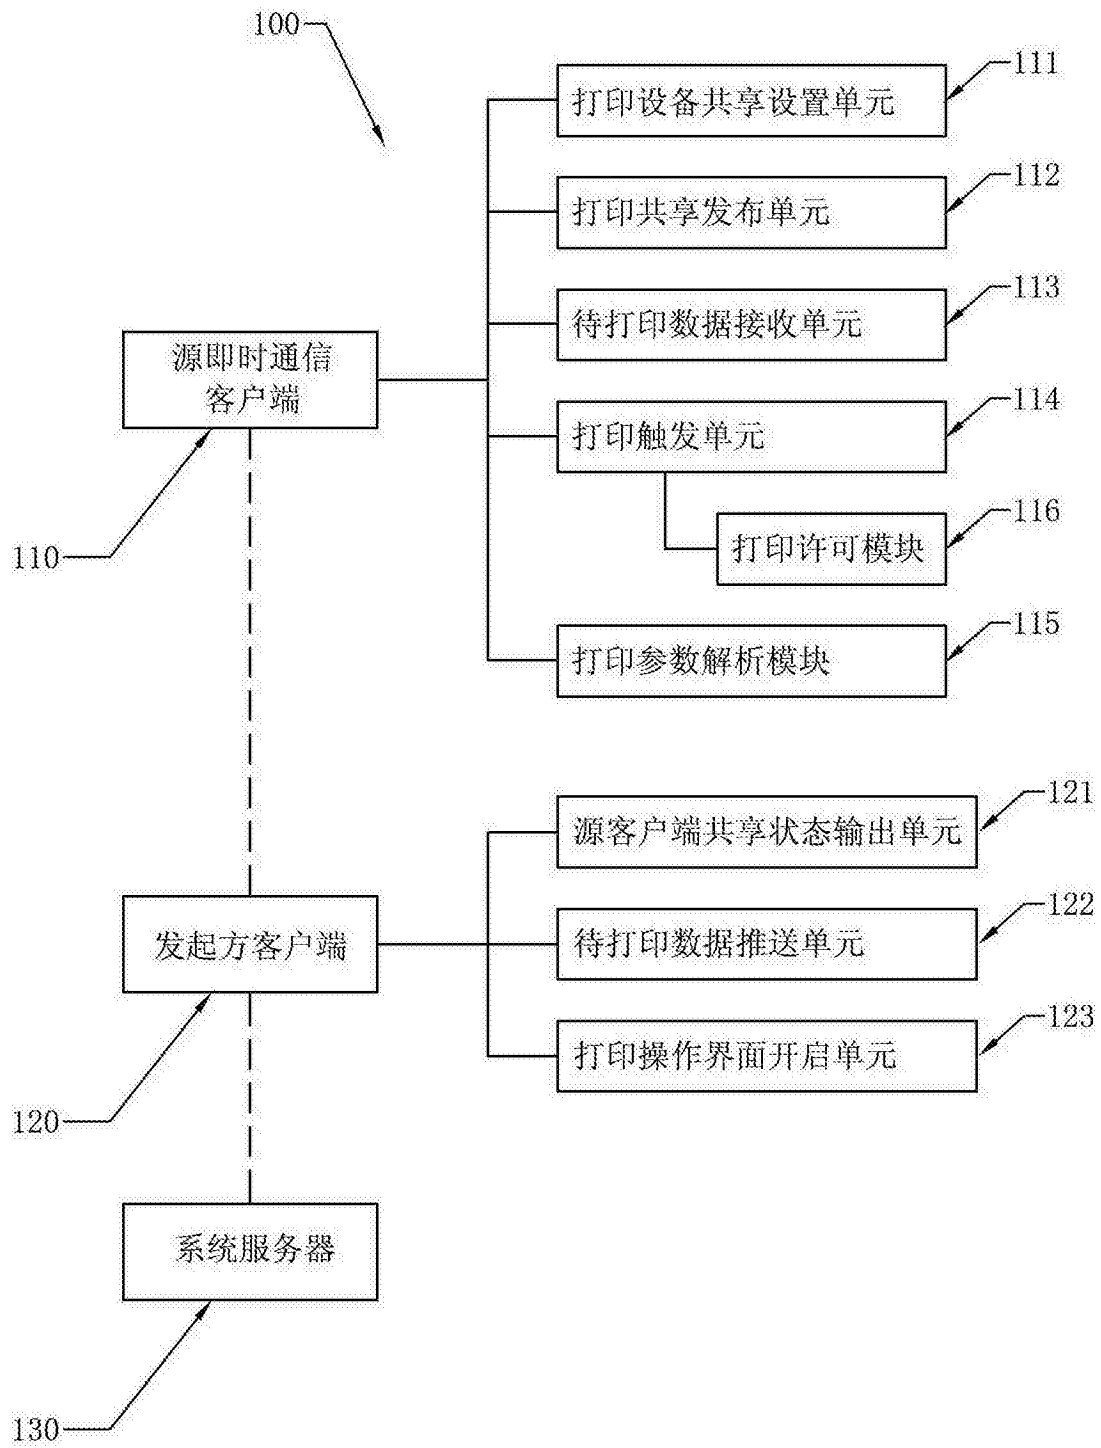 100
111
打印设备共享设置单元
112
打印共享发布单元
113
待打印数据接收单元
源即时通信
客户端
114
打印触发单元
110
116
打印许可模块
115
打印参数解析模块
121
源客户端共享状态输出单元
122
发起方客户端
待打印数据推送单元
123
打印操作界面开启单元
120
系统服务器
130